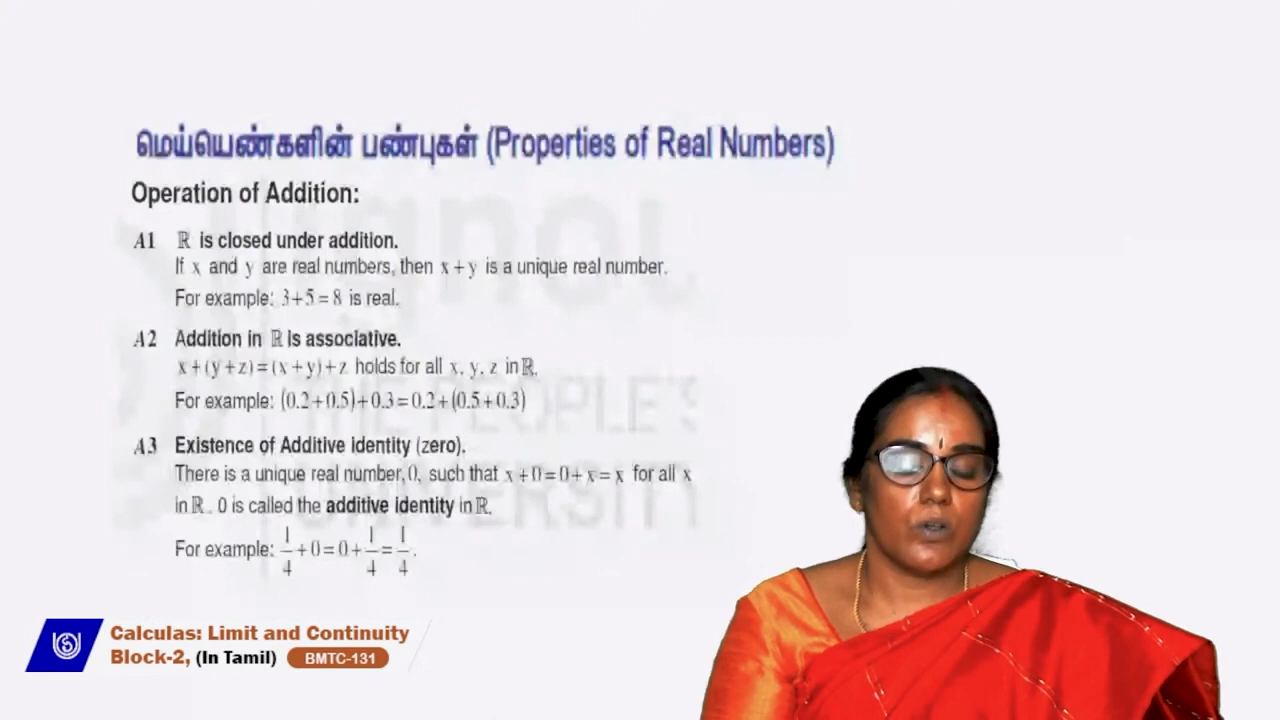 மெய்யெண்களின் பண்புகள் (Properties of Real Numbers)
Operation of Addition:
A1 ℝ is closed under addition.
If x and y are real numbers, then x + y is a unique real number.
For example: 3+5=8 is real.
A2 Addition in ℝ is associative.
x+(y+z)=(x+y)+z holds for all x, y, z in ℝ.
For example: (0.2+0.5)+0.3=0.2+(0.5+0.3)
A3 Existence of Additive identity (zero).
There is a unique real number, 0, such that x+0=0+x=x for all x
in ℝ. 0 is called the additive identity in ℝ.
For example: 1/4+0=0+1/4=1/4.
ignou
THE PEOPLE'S
UNIVERSITY
Calculas: Limit and Continuity
Block-2, (In Tamil) BMTC-131